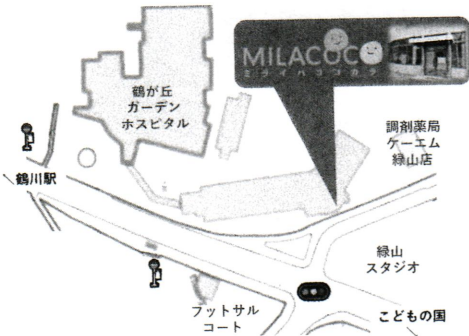 MILACOCO
ミライハココカラ
鶴が丘
ガーデン
ホスピタル
調剤薬局
ケーエム
緑山店
鶴川駅
緑山
スタジオ
フットサル
コート
こどもの国